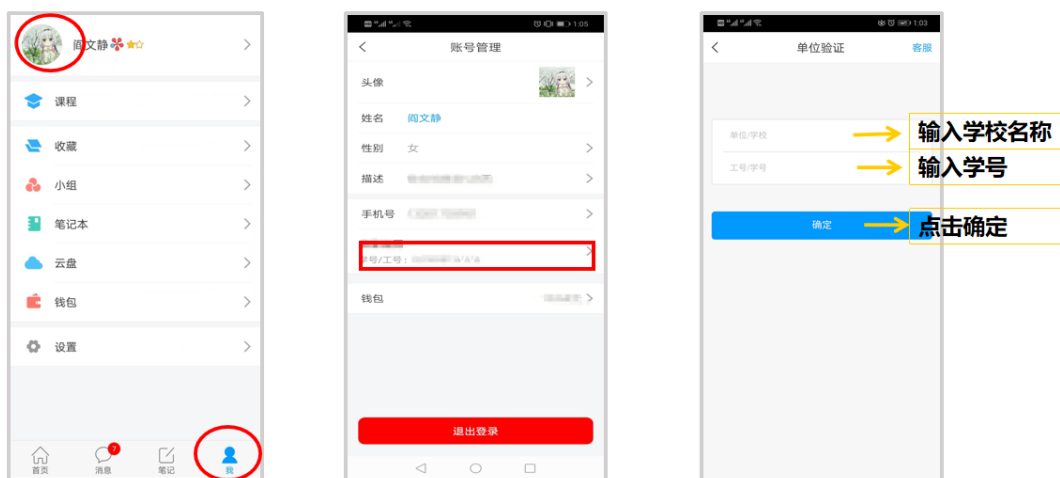 阎文静
课程
收藏
小组
笔记本
云盘
钱包
设置
7
首页
消息
笔记
我
1:05
账号管理
头像
姓名 阎文静
性别 女
描述
手机号
学号/工号：
钱包
退出登录
1:03
单位验证 客服
单位/学校 输入学校名称
工号/学号 输入学号
确定 点击确定